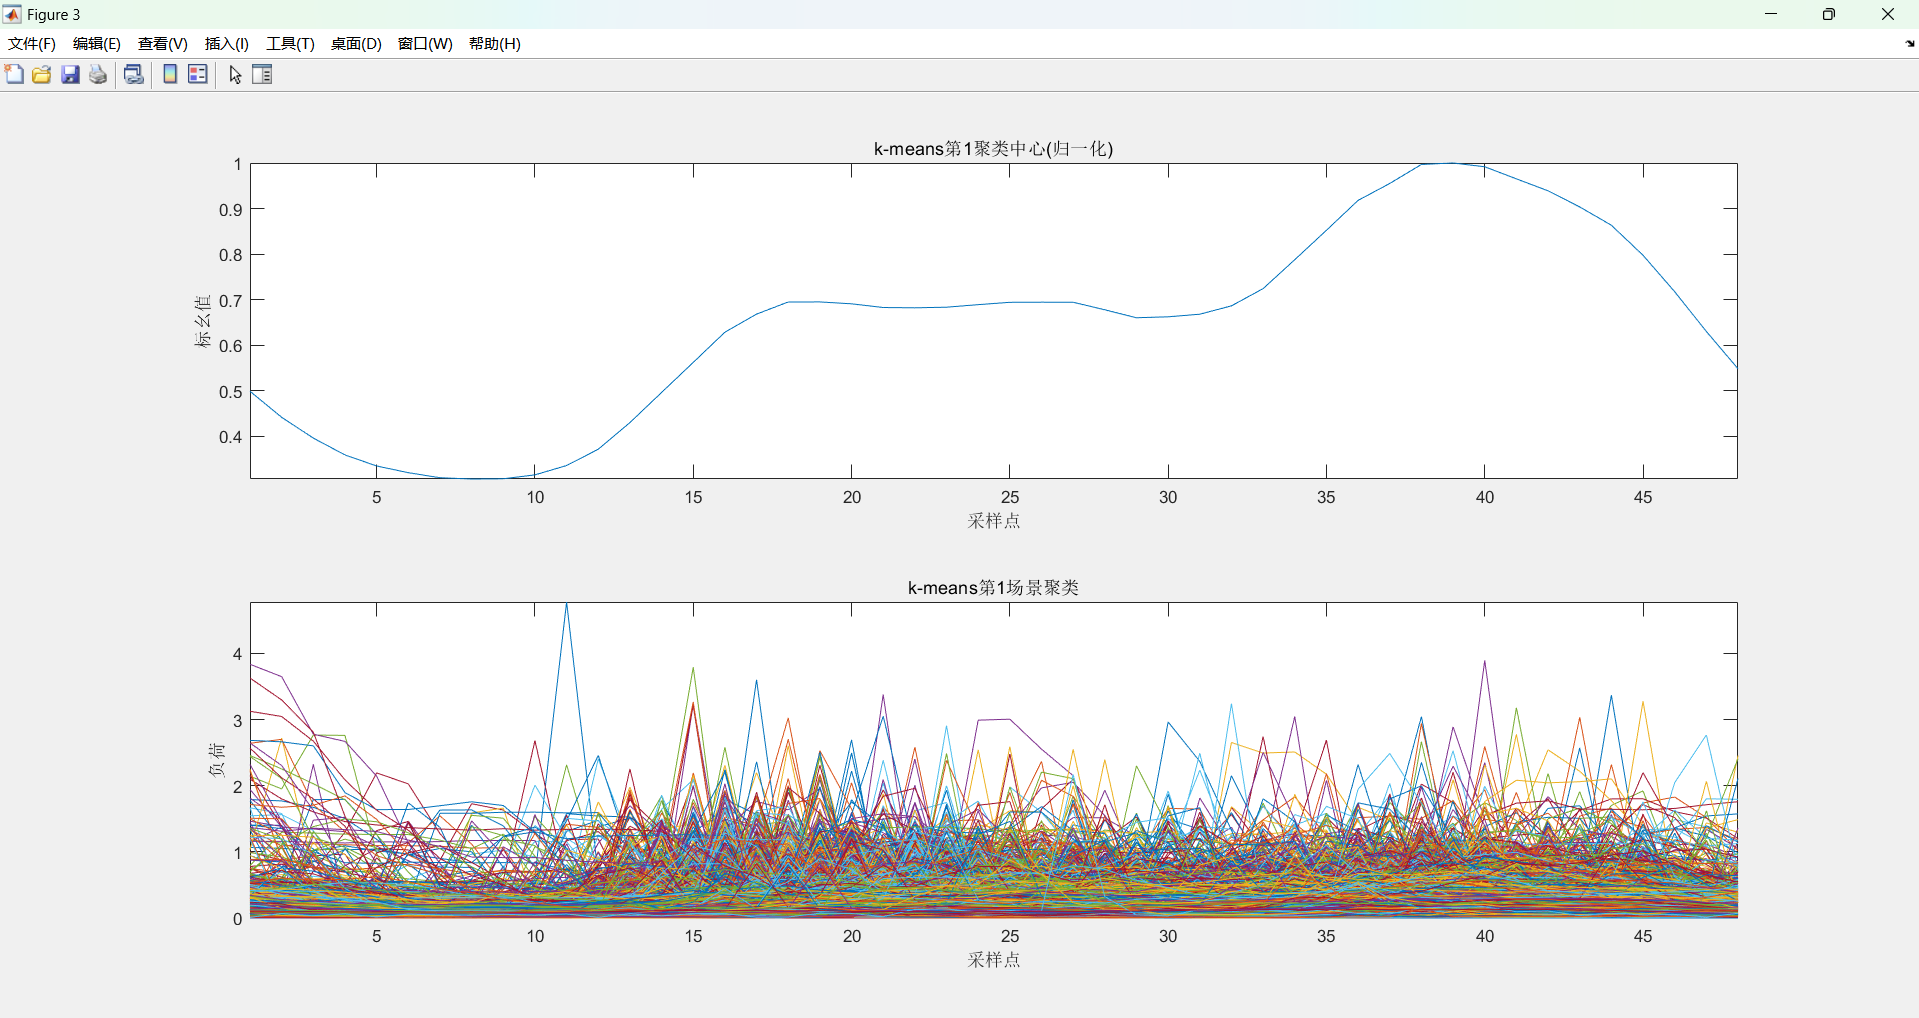 Figure 3
文件(F) 编辑(E) 查看(V) 插入(I) 工具(T) 桌面(D) 窗口(W) 帮助(H)
k-means第1聚类中心(归一化)
1
0.9
0.8
0.7
0.6
0.5
0.4
标幺值
5 10 15 20 25 30 35 40 45
采样点
k-means第1场景聚类
4
3
2
1
0
负荷
5 10 15 20 25 30 35 40 45
采样点